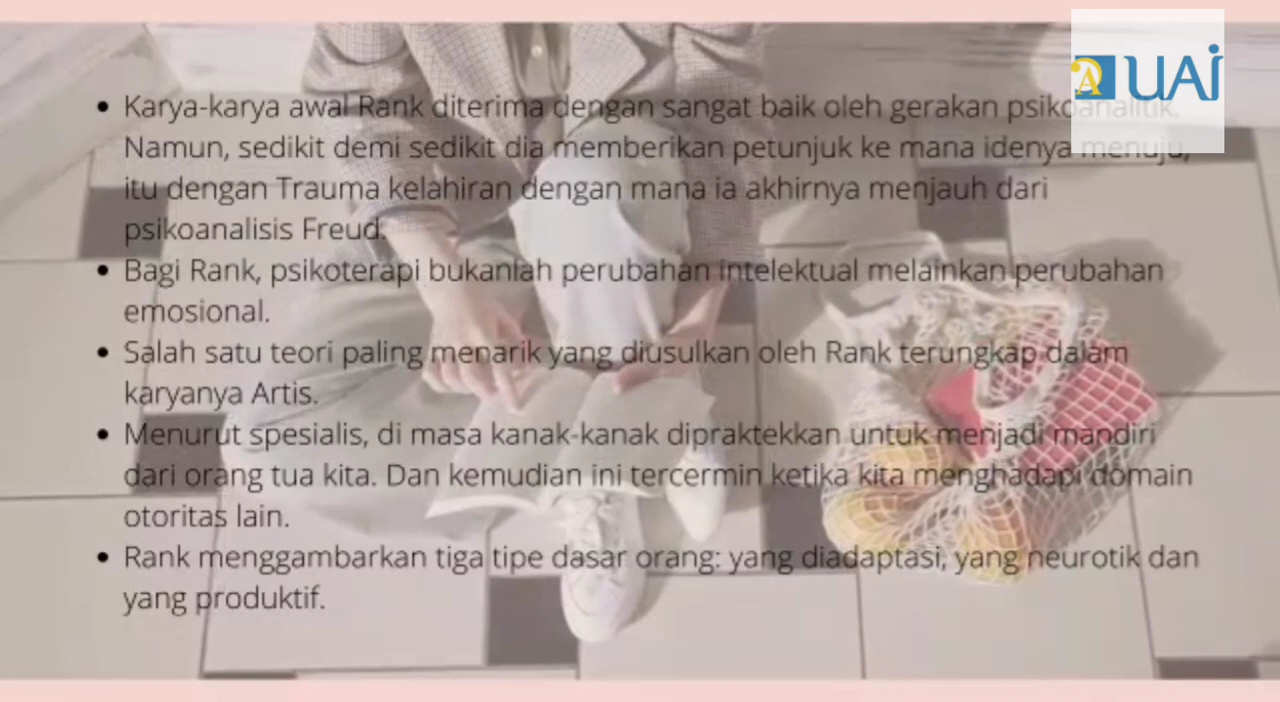 UAI
Karya-karya awal Rank diterima dengan sangat baik oleh gerakan psikoanalitik.
Namun, sedikit demi sedikit dia memberikan petunjuk ke mana idenya menuju,
itu dengan Trauma kelahiran dengan mana ia akhirnya menjauh dari
psikoanalisis Freud.
Bagi Rank, psikoterapi bukanlah perubahan intelektual melainkan perubahan
emosional.
Salah satu teori paling menarik yang diusulkan oleh Rank terungkap dalam
karyanya Artis.
Menurut spesialis, di masa kanak-kanak dipraktekkan untuk menjadi mandiri
dari orang tua kita. Dan kemudian ini tercermin ketika kita menghadapi domain
otoritas lain.
Rank menggambarkan tiga tipe dasar orang: yang diadaptasi, yang neurotik dan
yang produktif.